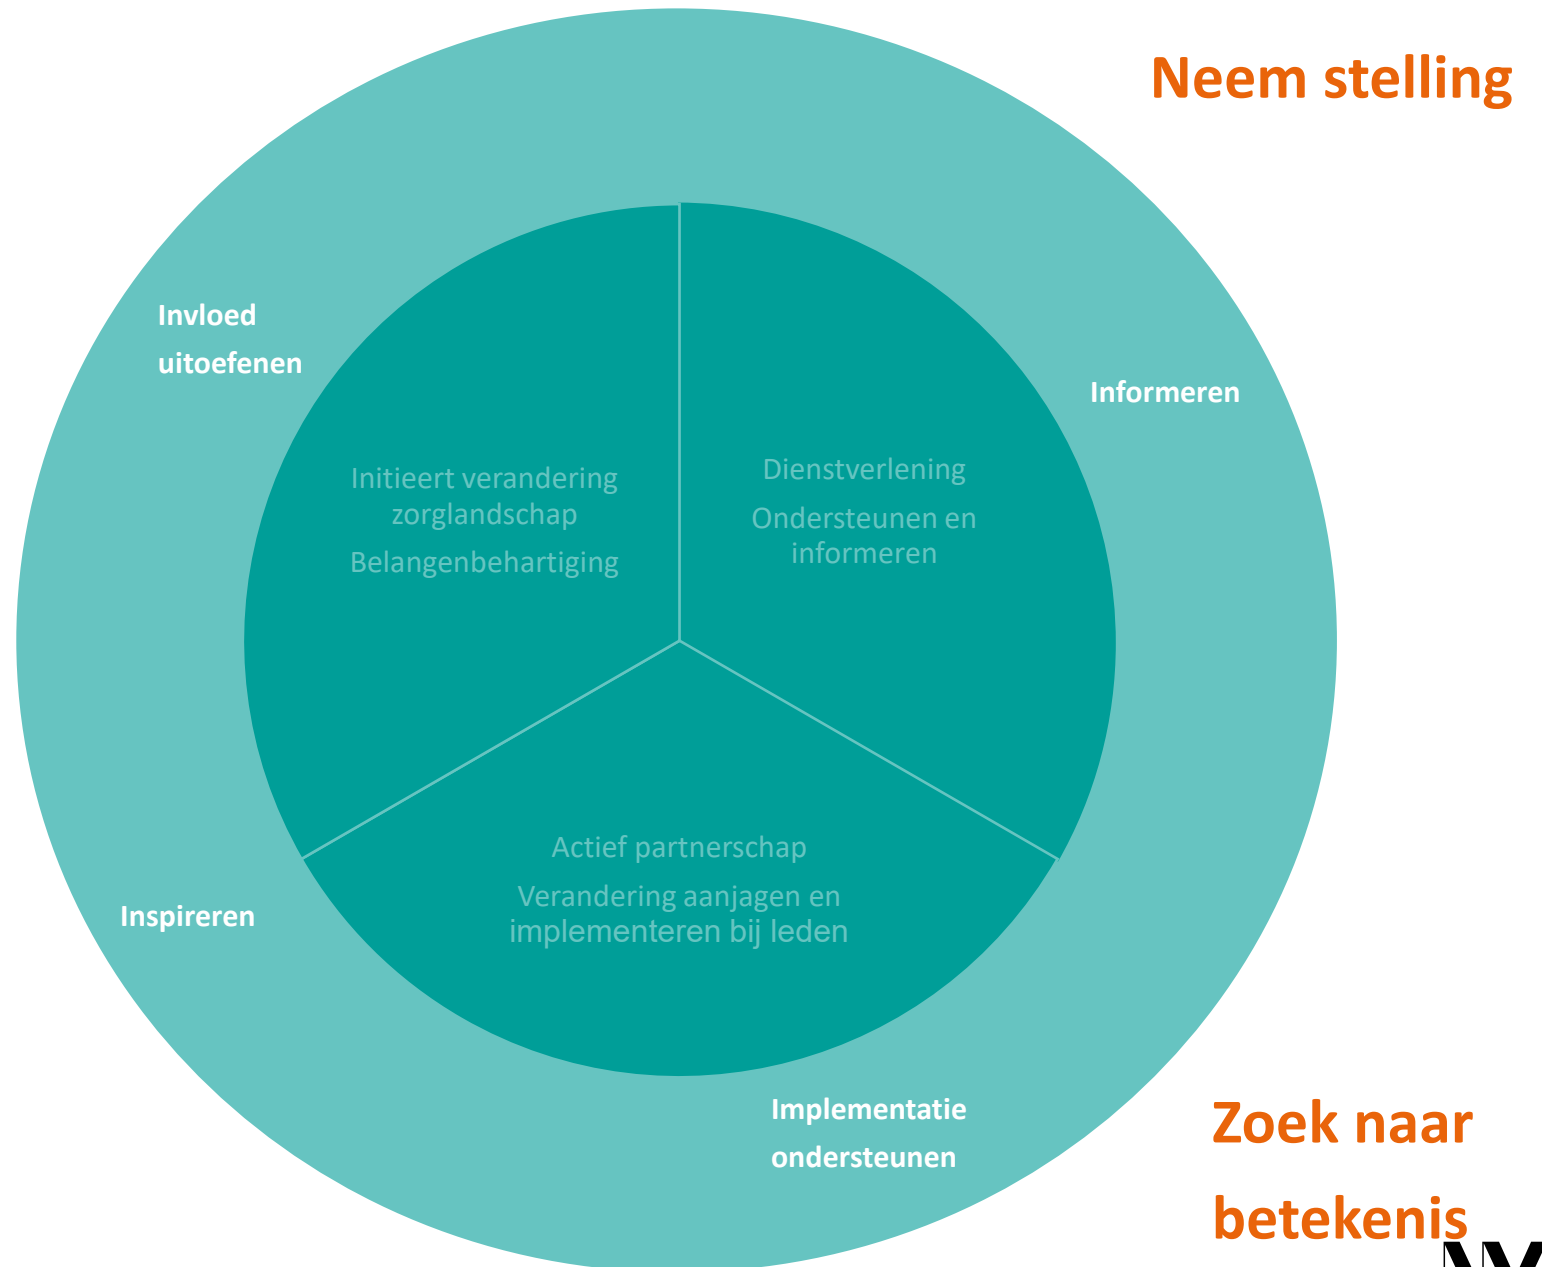 Neem stelling
Invloed
uitoefenen
Informeren
Initieert verandering
zorglandschap
Belangenbehartiging
Dienstverlening
Ondersteunen en
informeren
Actief partnerschap
Verandering aanjagen en
implementeren bij leden
Inspireren
Implementatie
ondersteunen
Zoek naar
betekenis